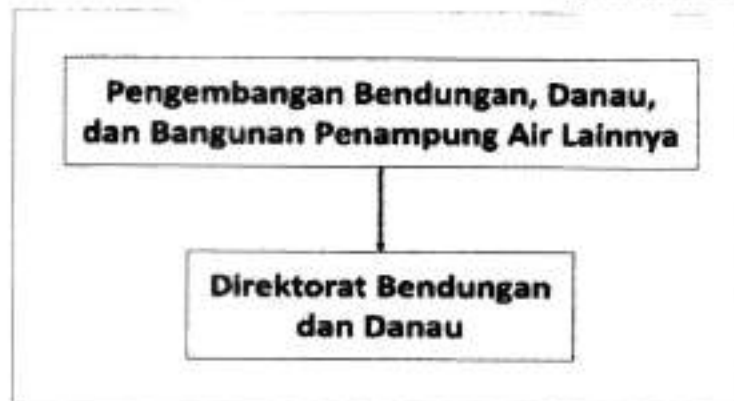 Pengembangan Bendungan, Danau,
dan Bangunan Penampung Air Lainnya
Direktorat Bendungan
dan Danau